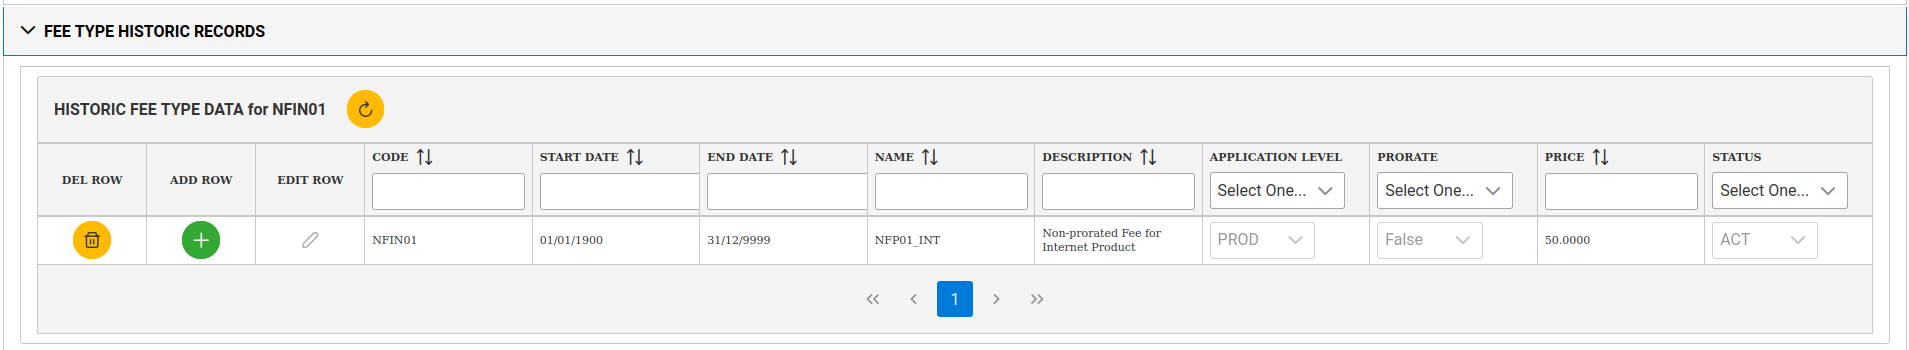 FEE TYPE HISTORIC RECORDS
HISTORIC FEE TYPE DATA for NFIN01
DEL ROW ADD ROW EDIT ROW CODE START DATE END DATE NAME DESCRIPTION APPLICATION LEVEL PRORATE PRICE STATUS
Select One... Select One... Select One...
NFIN01 01/01/1900 31/12/9999 NFP01_INT Non-prorated Fee for PROD False 50.0000 ACT
Internet Product
1